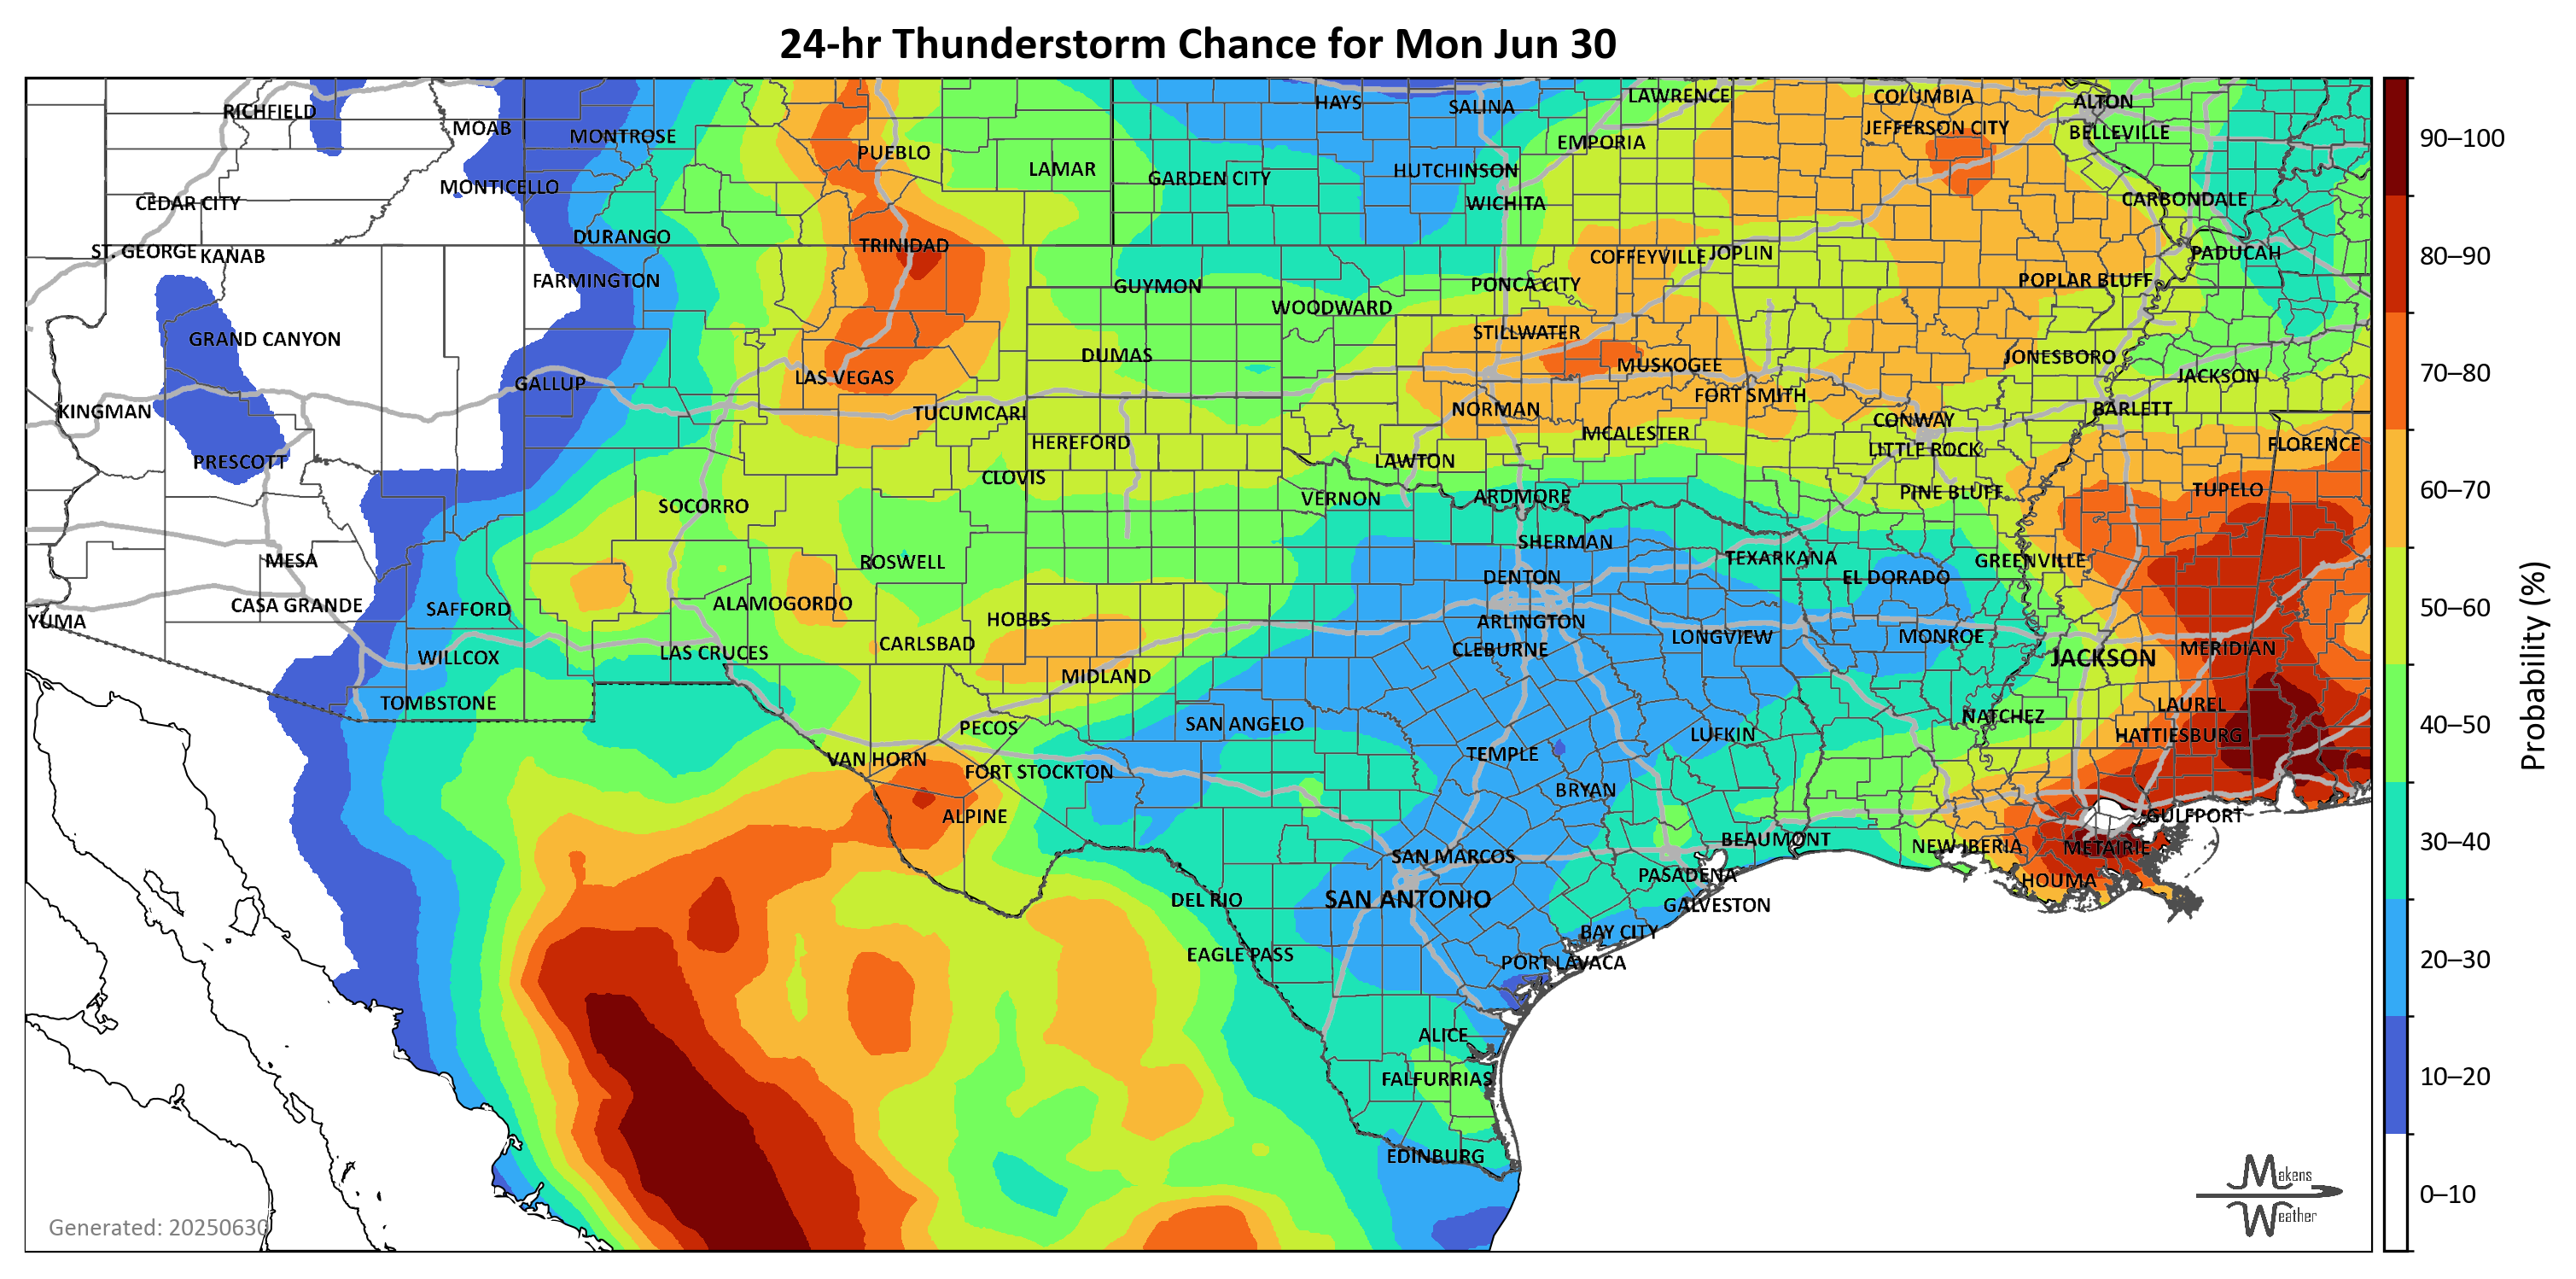 24-hr Thunderstorm Chance for Mon Jun 30
HAYS
SALINA
LAWRENCE
COLUMBIA
ALTON
RICHFIELD
MOAB
MONTROSE
PUEBLO
EMPORIA
JEFFERSON CITY
BELLEVILLE
90–100
LAMAR
GARDEN CITY
HUTCHINSON
MONTICELLO
CEDAR CITY
WICHITA
CARBONDALE
DURANGO
TRINIDAD
ST. GEORGE
KANAB
COFFEYVILLE
JOPLIN
PADUCAH
80–90
FARMINGTON
GUYMON
PONCA CITY
POPLAR BLUFF
WOODWARD
GRAND CANYON
STILLWATER
DUMAS
MUSKOGEE
JONESBORO
70–80
GALLUP
LAS VEGAS
JACKSON
FORT SMITH
KINGMAN
TUCUMCARI
NORMAN
BARLETT
CONWAY
HEREFORD
MCALESTER
LITTLE ROCK
FLORENCE
PRESCOTT
LAWTON
CLOVIS
PINE BLUFF
TUPELO
60–70
SOCORRO
VERNON
ARDMORE
MESA
ROSWELL
SHERMAN
TEXARKANA
GREENVILLE
DENTON
EL DORADO
CASA GRANDE
SAFFORD
ALAMOGORDO
50–60
YUMA
HOBBS
ARLINGTON
CARLSBAD
CLEBURNE
LONGVIEW
MONROE
WILLCOX
LAS CRUCES
JACKSON
MERIDIAN
MIDLAND
TOMBSTONE
LAUREL
PECOS
SAN ANGELO
NATCHEZ
40–50
LUFKIN
HATTIESBURG
VAN HORN
TEMPLE
FORT STOCKTON
BRYAN
ALPINE
GULFPORT
BEAUMONT
NEW IBERIA
METAIRIE
30–40
SAN MARCOS
PASADENA
HOUMA
DEL RIO
SAN ANTONIO
GALVESTON
BAY CITY
EAGLE PASS
PORT LAVACA
20–30
ALICE
FALFURRIAS
10–20
EDINBURG
Makens
Weather
0–10
Generated: 20250630
Probability (%)